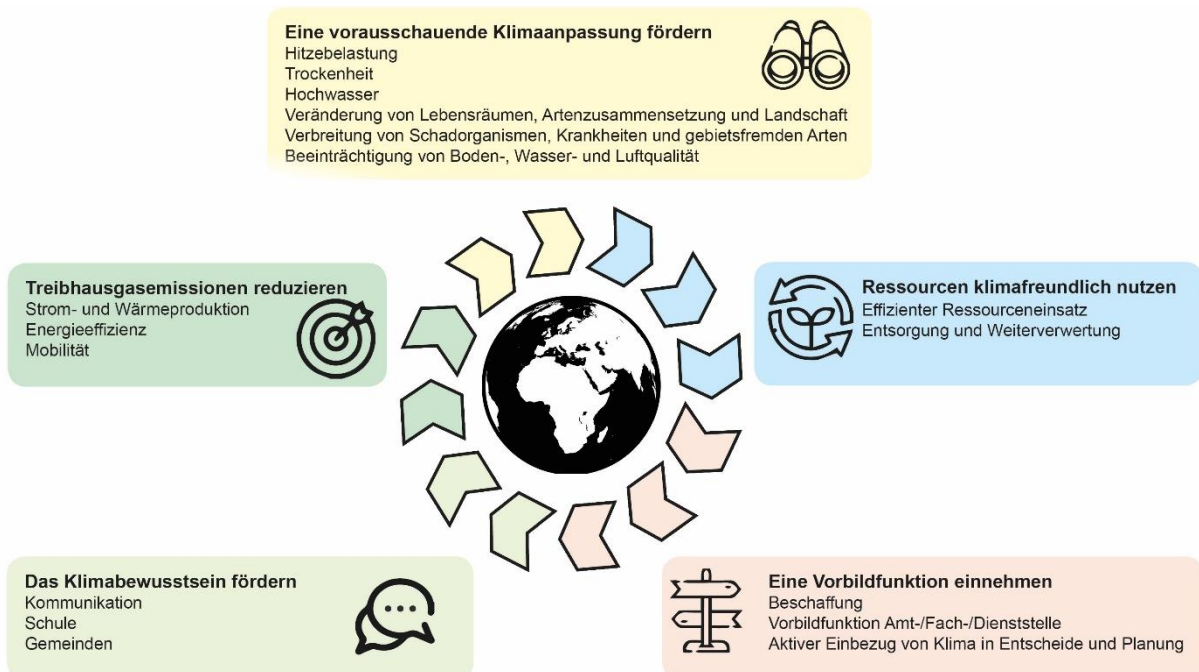 Eine vorausschauende Klimaanpassung fördern
Hitzebelastung
Trockenheit
Hochwasser
Veränderung von Lebensräumen, Artenzusammensetzung und Landschaft
Verbreitung von Schadorganismen, Krankheiten und gebietsfremden Arten
Beeinträchtigung von Boden-, Wasser- und Luftqualität
Treibhausgasemissionen reduzieren
Strom- und Wärmeproduktion
Energieeffizienz
Mobilität
Ressourcen klimafreundlich nutzen
Effizienter Ressourceneinsatz
Entsorgung und Weiterverwertung
Das Klimabewusstsein fördern
Kommunikation
Schule
Gemeinden
Eine Vorbildfunktion einnehmen
Beschaffung
Vorbildfunktion Amt-/Fach-/Dienststelle
Aktiver Einbezug von Klima in Entscheide und Planung